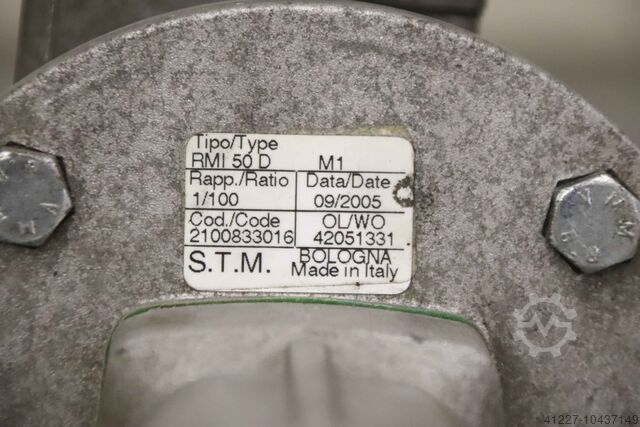 Tipo/Type
RMI 50 D M1
Rapp./Ratio Data/Date
1/100 09/2005
Cod./Code OL/WO
2100833016 42051331
S.T.M. BOLOGNA
Made in Italy
41227-10437149